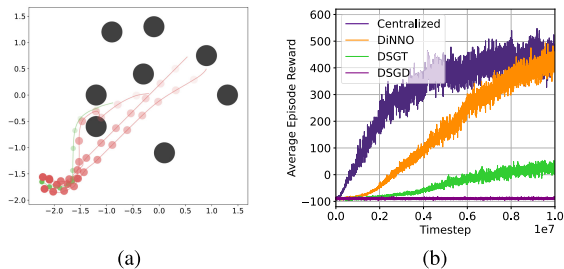 2.0
1.5
1.0
0.5
0.0
−0.5
−1.0
−1.5
−2.0
−2.0 −1.5 −1.0 −0.5 0.0 0.5 1.0 1.5
(a)
Average Episode Reward
600
500
400
300
200
100
0
−100
Centralized
DiNNO
DSGT
DSGD
0.0 0.2 0.4 0.6 0.8 1.0
Timestep
1e7
(b)